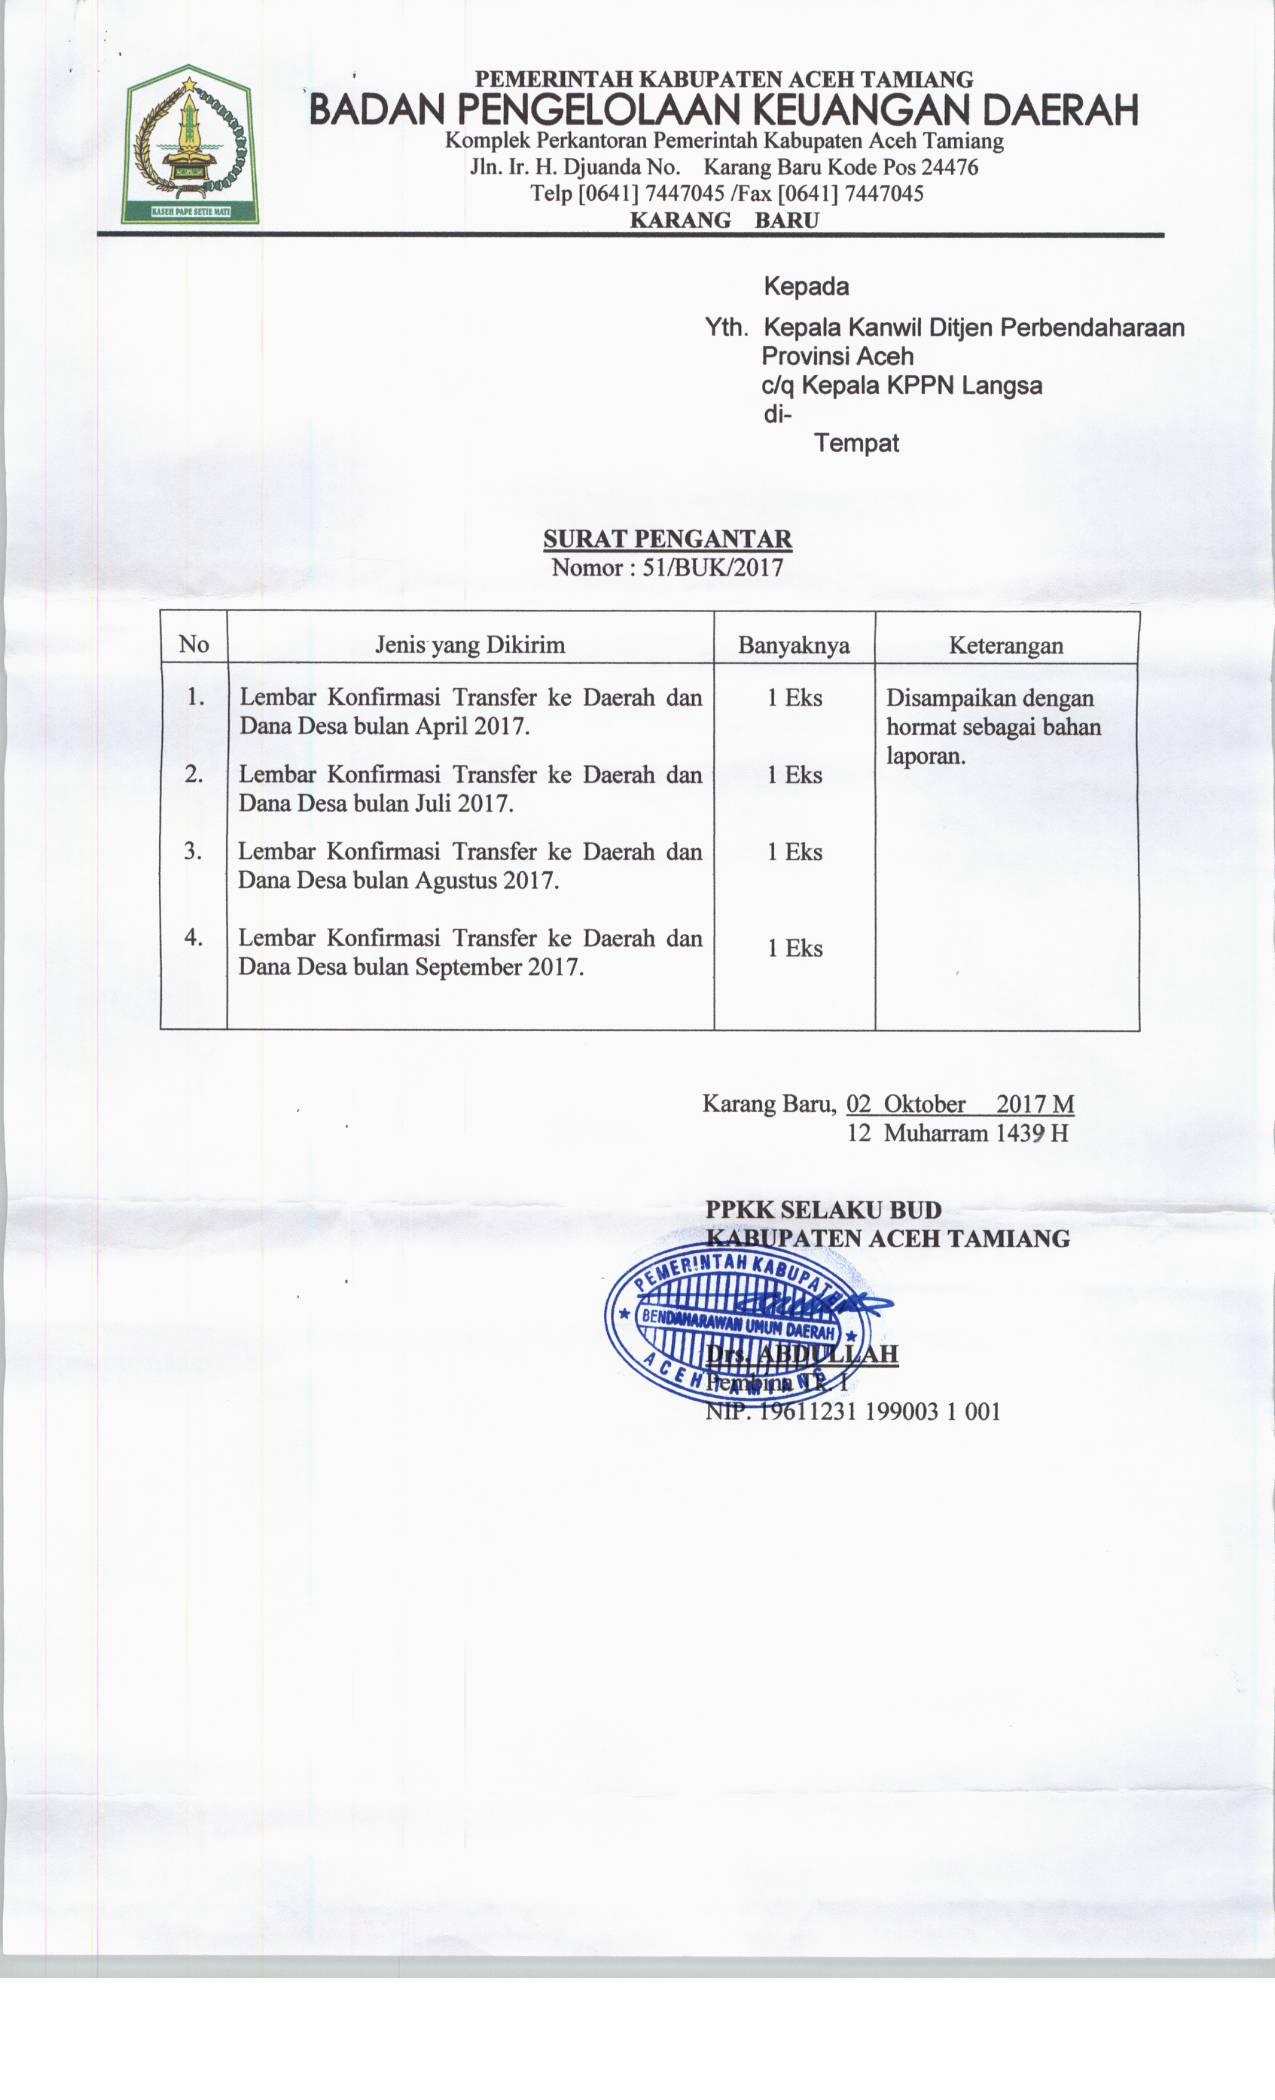 PEMERINTAH KABUPATEN ACEH TAMIANG
BADAN PENGELOLAAN KEUANGAN DAERAH
Komplek Perkantoran Pemerintah Kabupaten Aceh Tamiang
Jln. Ir. H. Djuanda No. Karang Baru Kode Pos 24476
Telp [0641] 7447045 /Fax [0641] 7447045
KARANG BARU
KASEH PAPE SETIE MATI
Kepada
Yth. Kepala Kanwil Ditjen Perbendaharaan
Provinsi Aceh
c/q Kepala KPPN Langsa
di-
Tempat
SURAT PENGANTAR
Nomor : 51/BUK/2017
No Jenis yang Dikirim Banyaknya Keterangan
1. Lembar Konfirmasi Transfer ke Daerah dan 1 Eks Disampaikan dengan
Dana Desa bulan April 2017. hormat sebagai bahan
laporan.
2. Lembar Konfirmasi Transfer ke Daerah dan 1 Eks
Dana Desa bulan Juli 2017.
3. Lembar Konfirmasi Transfer ke Daerah dan 1 Eks
Dana Desa bulan Agustus 2017.
4. Lembar Konfirmasi Transfer ke Daerah dan 1 Eks
Dana Desa bulan September 2017.
Karang Baru, 02 Oktober 2017 M
12 Muharram 1439 H
PPKK SELAKU BUD
KABUPATEN ACEH TAMIANG
PEMERINTAH KABUPATEN
BENDAHARAWAN UMUM DAERAH
ACEH TAMIANG
Drs. ABDULLAH
Pembina Tk. I
NIP. 19611231 199003 1 001